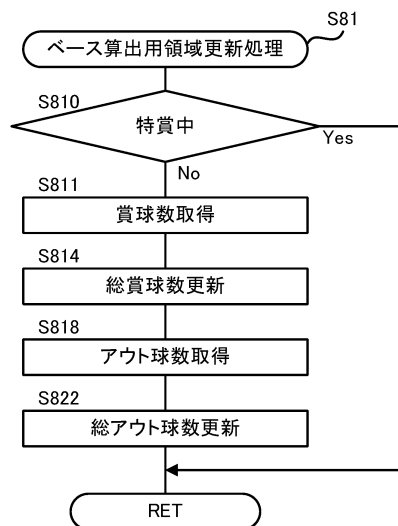 S81
ベース算出用領域更新処理
S810
特賞中
Yes
No
S811
賞球数取得
S814
総賞球数更新
S818
アウト球数取得
S822
総アウト球数更新
RET